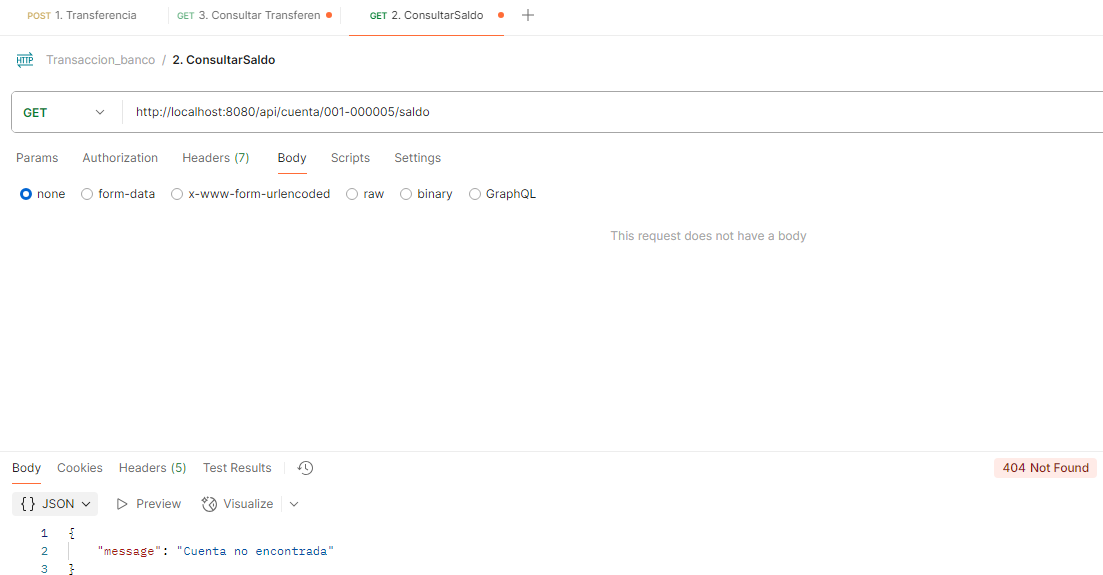 POST 1. Transferencia GET 3. Consultar Transferen GET 2. ConsultarSaldo
HTTP Transaccion_banco / 2. ConsultarSaldo
GET http://localhost:8080/api/cuenta/001-000005/saldo
Params Authorization Headers (7) Body Scripts Settings
none form-data x-www-form-urlencoded raw binary GraphQL
This request does not have a body
Body Cookies Headers (5) Test Results 404 Not Found
{} JSON Preview Visualize
1 {
2 "message": "Cuenta no encontrada"
3 }